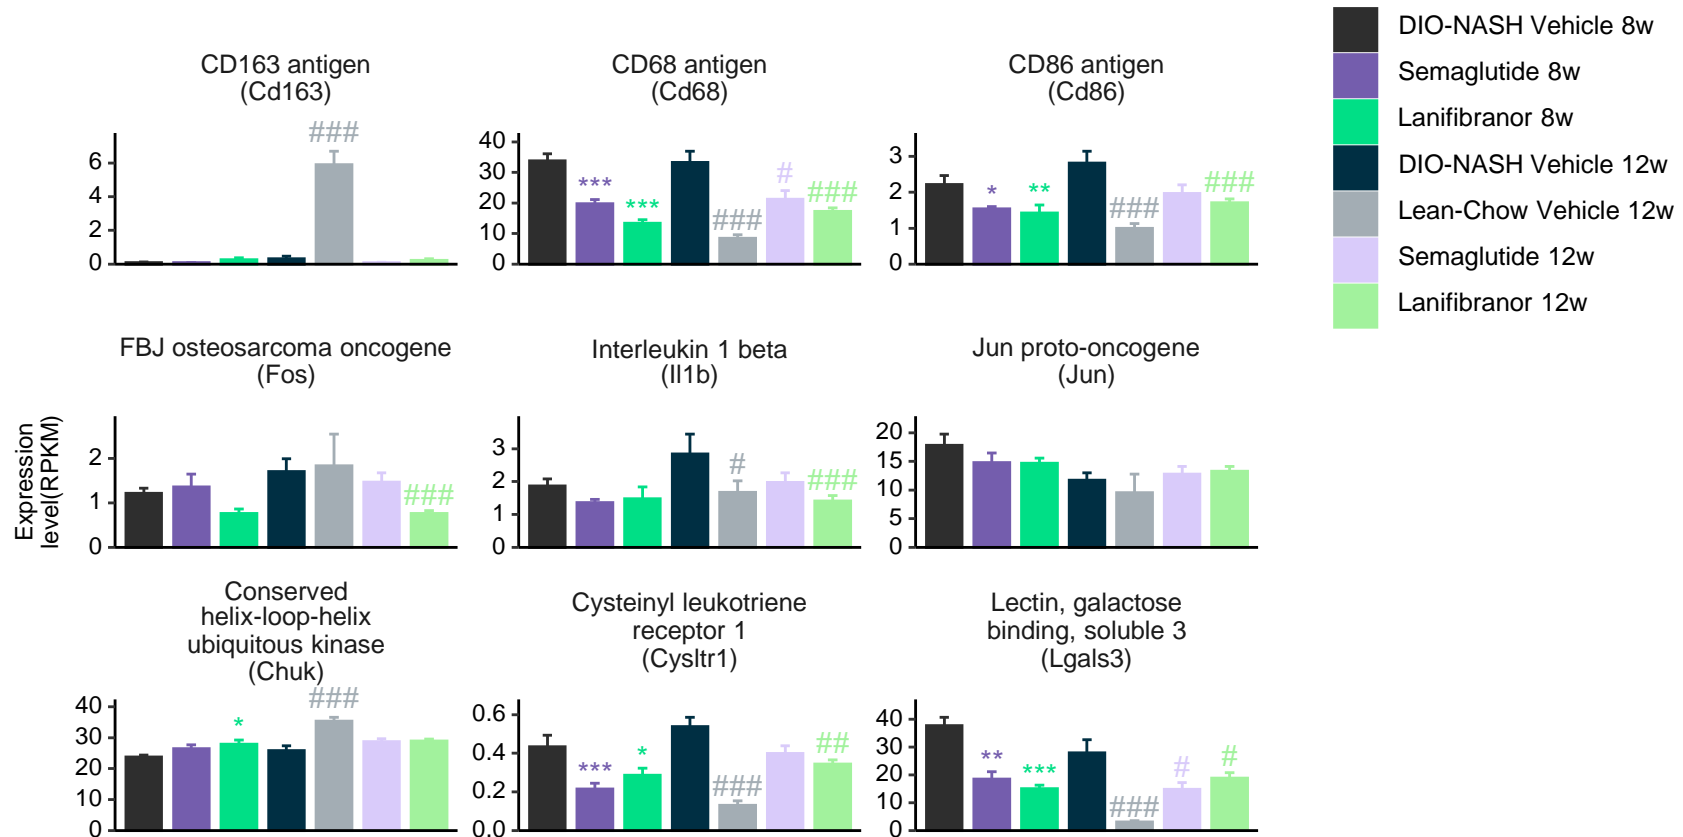 DIO-NASH Vehicle 8w
Semaglutide 8w
Lanifibranor 8w
DIO-NASH Vehicle 12w
Lean-Chow Vehicle 12w
Semaglutide 12w
Lanifibranor 12w
CD163 antigen
(Cd163)
###
6
4
2
0
CD68 antigen
(Cd68)
40
30
20
10
0
***
***
###
#
###
CD86 antigen
(Cd86)
3
2
1
0
*
**
###
###
Expression
level(RPKM)
FBJ osteosarcoma oncogene
(Fos)
2
1
0
###
Interleukin 1 beta
(Il1b)
3
2
1
0
#
###
Jun proto-oncogene
(Jun)
20
15
10
5
0
Conserved
helix-loop-helix
ubiquitous kinase
(Chuk)
40
30
20
10
0
*
###
Cysteinyl leukotriene
receptor 1
(Cysltr1)
0.6
0.4
0.2
0.0
***
*
###
##
Lectin, galactose
binding, soluble 3
(Lgals3)
40
30
20
10
0
**
***
###
#
#